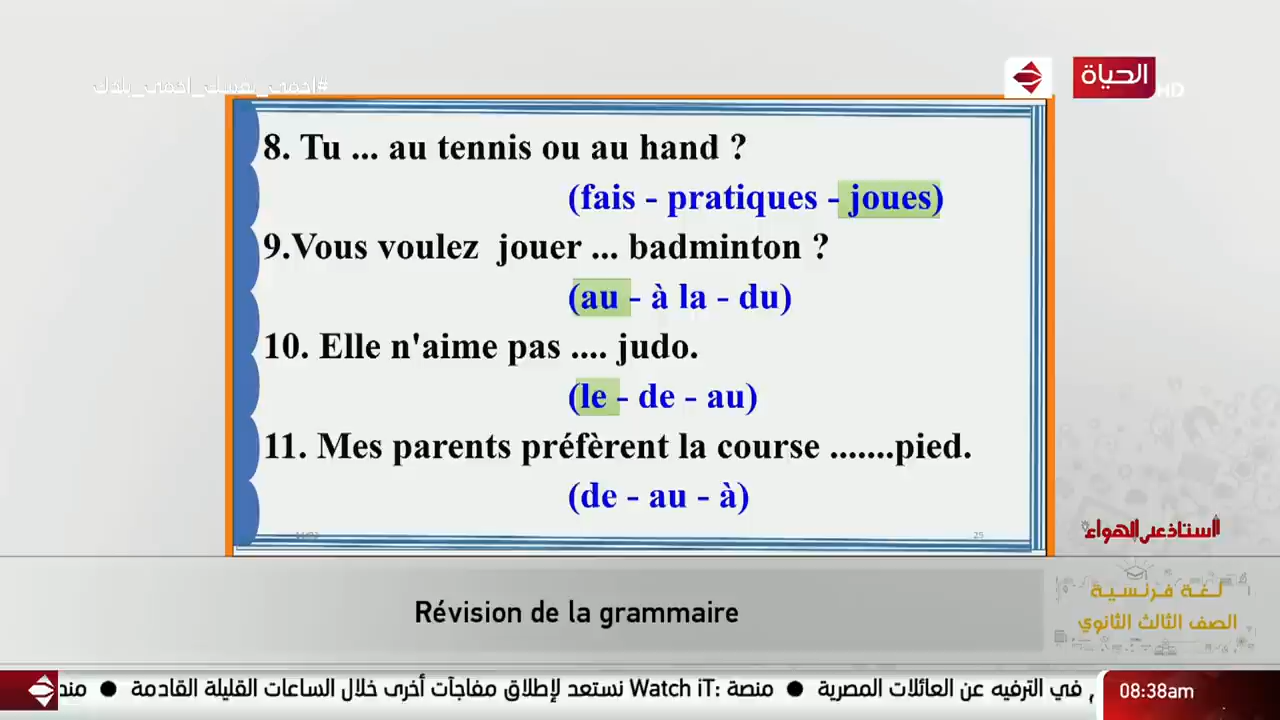 #احمي_نفسك_احمي_بلدك
الحياة
HD
8. Tu ... au tennis ou au hand ?
(fais - pratiques - joues)
9.Vous voulez  jouer ... badminton ?
(au - à la - du)
10. Elle n'aime pas .... judo.
(le - de - au)
11. Mes parents préfèrent la course .......pied.
(de - au - à)
25
أستاذ على الهواء
لغة فرنسية
الصف الثالث الثانوي
Révision de la grammaire
في الترفيه عن العائلات المصرية ● منصة Watch iT: نستعد لإطلاق مفاجآت أخرى خلال الساعات القليلة القادمة ●
08:38am